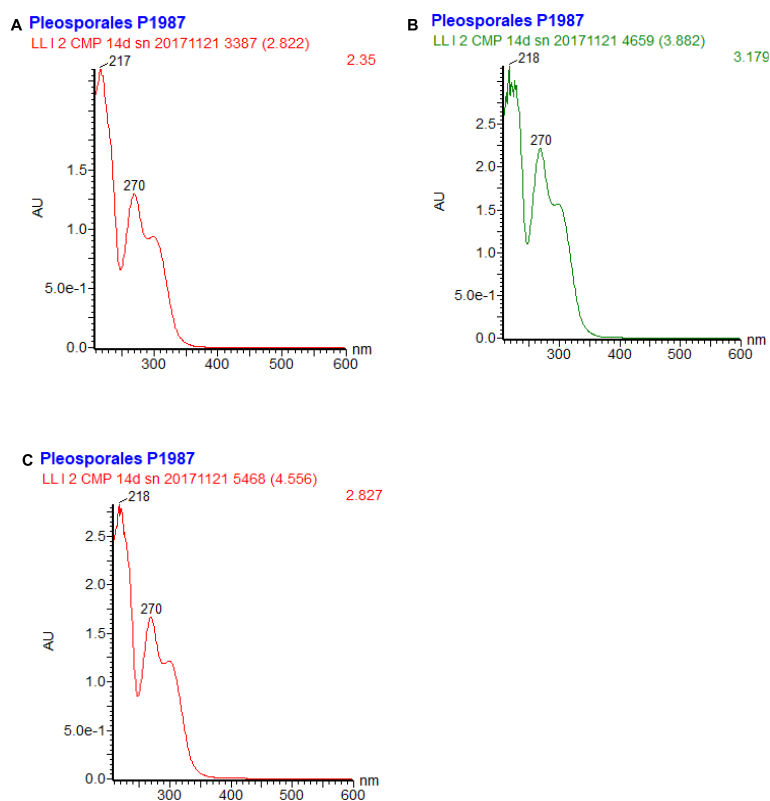 A Pleosporales P1987
LL I 2 CMP 14d sn 20171121 3387 (2.822)
2.35
217
270
1.5
1.0
5.0e-1
0.0
AU
300 400 500 600 nm
B Pleosporales P1987
LL I 2 CMP 14d sn 20171121 4659 (3.882)
3.179
218
270
2.5
2.0
1.5
1.0
5.0e-1
0.0
AU
300 400 500 600 nm
C Pleosporales P1987
LL I 2 CMP 14d sn 20171121 5468 (4.556)
2.827
218
270
2.5
2.0
1.5
1.0
5.0e-1
0.0
AU
300 400 500 600 nm